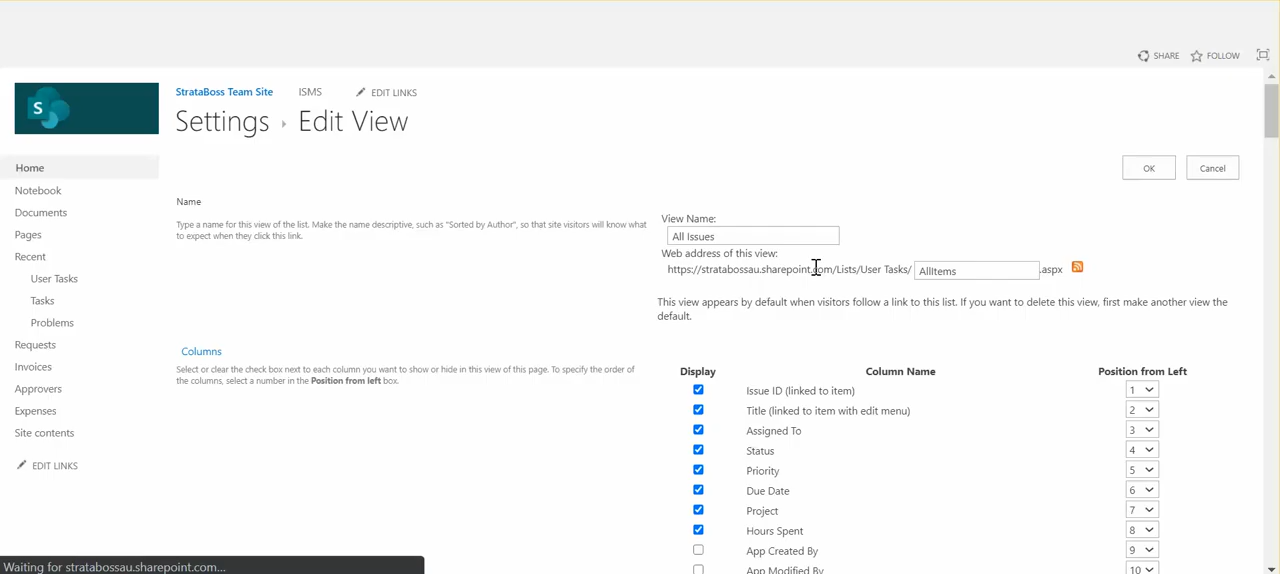 SHARE FOLLOW
S
StrataBoss Team Site ISMS EDIT LINKS
Settings ▸ Edit View
Home
Notebook
Documents
Pages
Recent
User Tasks
Tasks
Problems
Requests
Invoices
Approvers
Expenses
Site contents
EDIT LINKS
OK Cancel
Name
Type a name for this view of the list. Make the name descriptive, such as "Sorted by Author", so that site visitors will know what
to expect when they click this link.
View Name:
All Issues
Web address of this view:
https://stratabossau.sharepoint.com/Lists/User Tasks/ AllItems .aspx
This view appears by default when visitors follow a link to this list. If you want to delete this view, first make another view the
default.
Columns
Select or clear the check box next to each column you want to show or hide in this view of this page. To specify the order of
the columns, select a number in the Position from left box.
Display Column Name Position from Left
Issue ID (linked to item) 1
Title (linked to item with edit menu) 2
Assigned To 3
Status 4
Priority 5
Due Date 6
Project 7
Hours Spent 8
App Created By 9
App Modified By 10
Waiting for stratabossau.sharepoint.com...